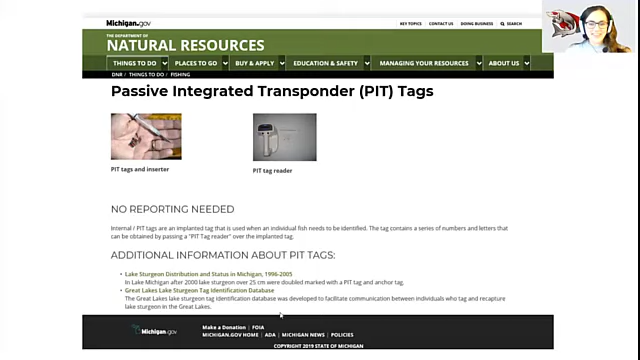 Michigan.gov
KEY TOPICS CONTACT US DOING BUSINESS SEARCH
THE DEPARTMENT OF
NATURAL RESOURCES
THINGS TO DO PLACES TO GO BUY & APPLY EDUCATION & SAFETY MANAGING YOUR RESOURCES ABOUT US
DNR / THINGS TO DO / FISHING
Passive Integrated Transponder (PIT) Tags
PIT tags and inserter
PIT tag reader
NO REPORTING NEEDED
Internal / PIT tags are an implanted tag that is used when an individual fish needs to be identified. The tag contains a series of numbers and letters that
can be obtained by passing a "PIT Tag reader" over the implanted tag.
ADDITIONAL INFORMATION ABOUT PIT TAGS:
• Lake Sturgeon Distribution and Status in Michigan, 1996-2005
In Lake Michigan after 2000 lake sturgeon over 25 cm were doubled marked with a PIT tag and anchor tag.
• Great Lakes Lake Sturgeon Tag Identification Database
The Great Lakes lake sturgeon tag identification database was developed to facilitate communication between individuals who tag and recapture
lake sturgeon in the Great Lakes.
Michigan.gov
Make a Donation | FOIA
MICHIGAN.GOV HOME | ADA | MICHIGAN NEWS | POLICIES
COPYRIGHT 2019 STATE OF MICHIGAN